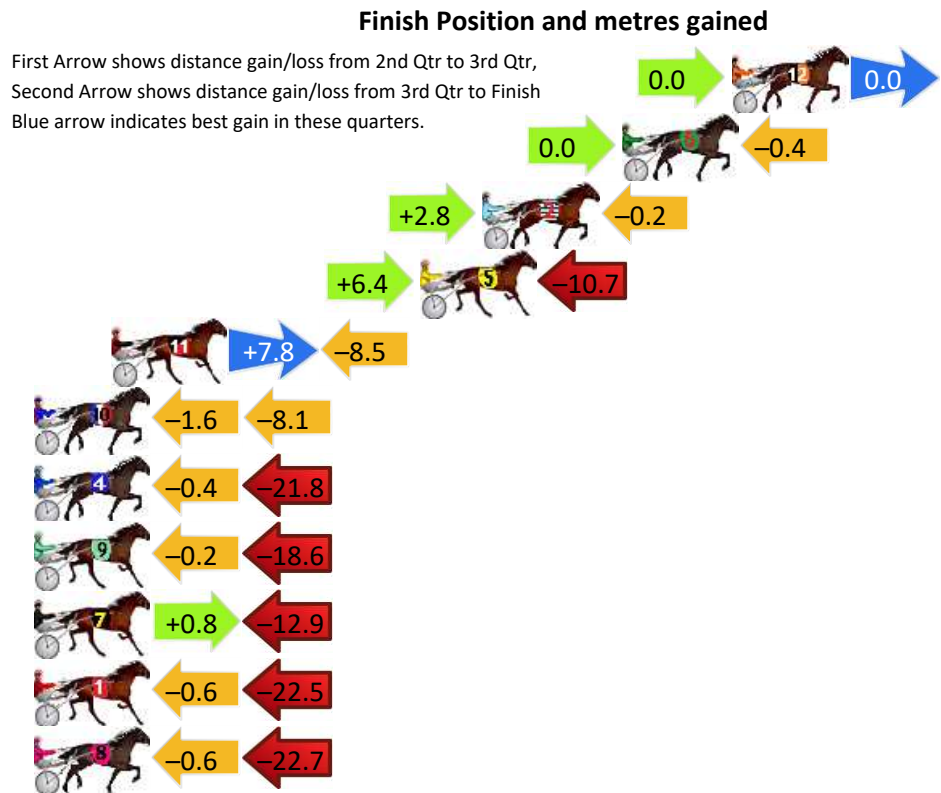 Finish Position and metres gained
First Arrow shows distance gain/loss from 2nd Qtr to 3rd Qtr,
Second Arrow shows distance gain/loss from 3rd Qtr to Finish
Blue arrow indicates best gain in these quarters.
0.0 12 0.0
0.0 –0.4
+2.8 2 –0.2
+6.4 5 –10.7
11 +7.8 –8.5
10 –1.6 –8.1
4 –0.4 –21.8
9 –0.2 –18.6
7 +0.8 –12.9
1 –0.6 –22.5
8 –0.6 –22.7